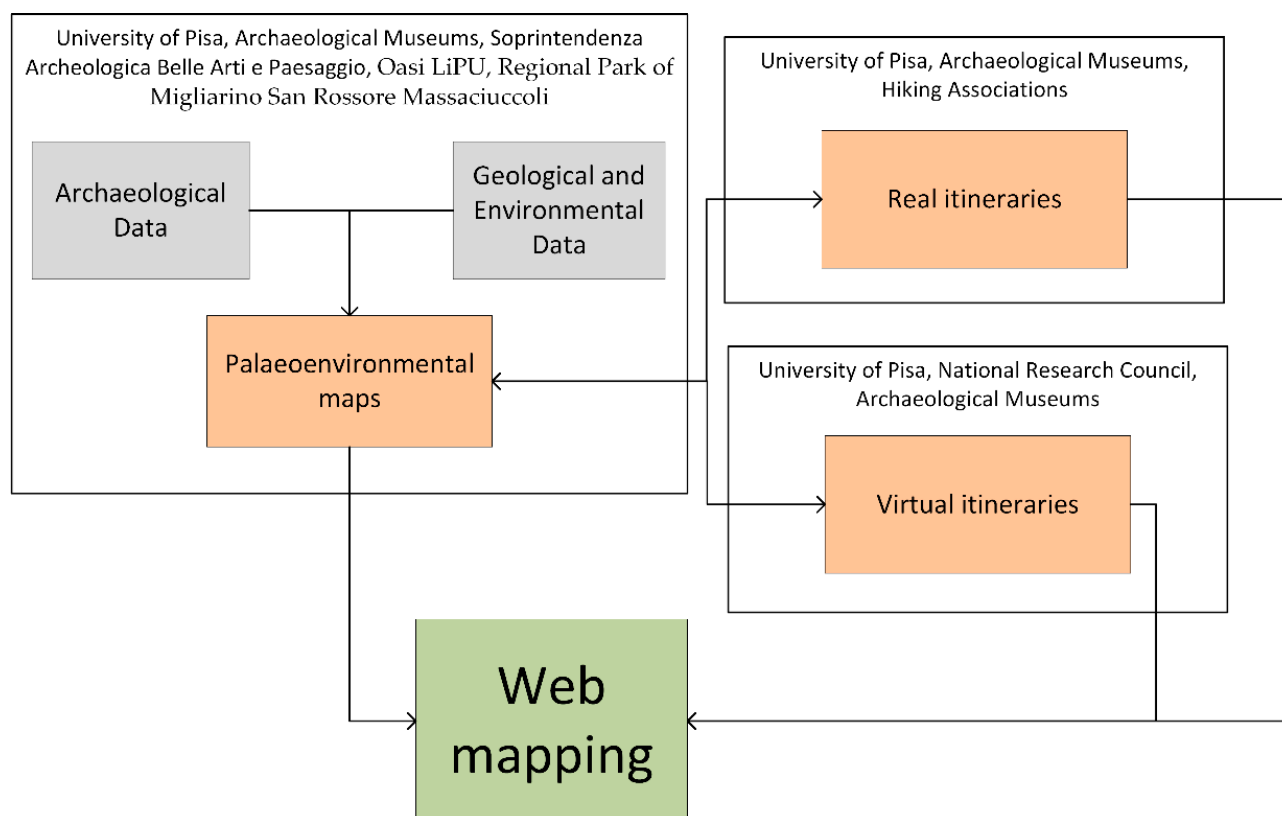 University of Pisa, Archaeological Museums, Soprintendenza
Archeologica Belle Arti e Paesaggio, Oasi LiPU, Regional Park of
Migliarino San Rossore Massaciuccoli
Archaeological
Data
Geological and
Environmental
Data
Palaeoenvironmental
maps
University of Pisa, Archaeological Museums,
Hiking Associations
Real itineraries
University of Pisa, National Research Council,
Archaeological Museums
Virtual itineraries
Web
mapping